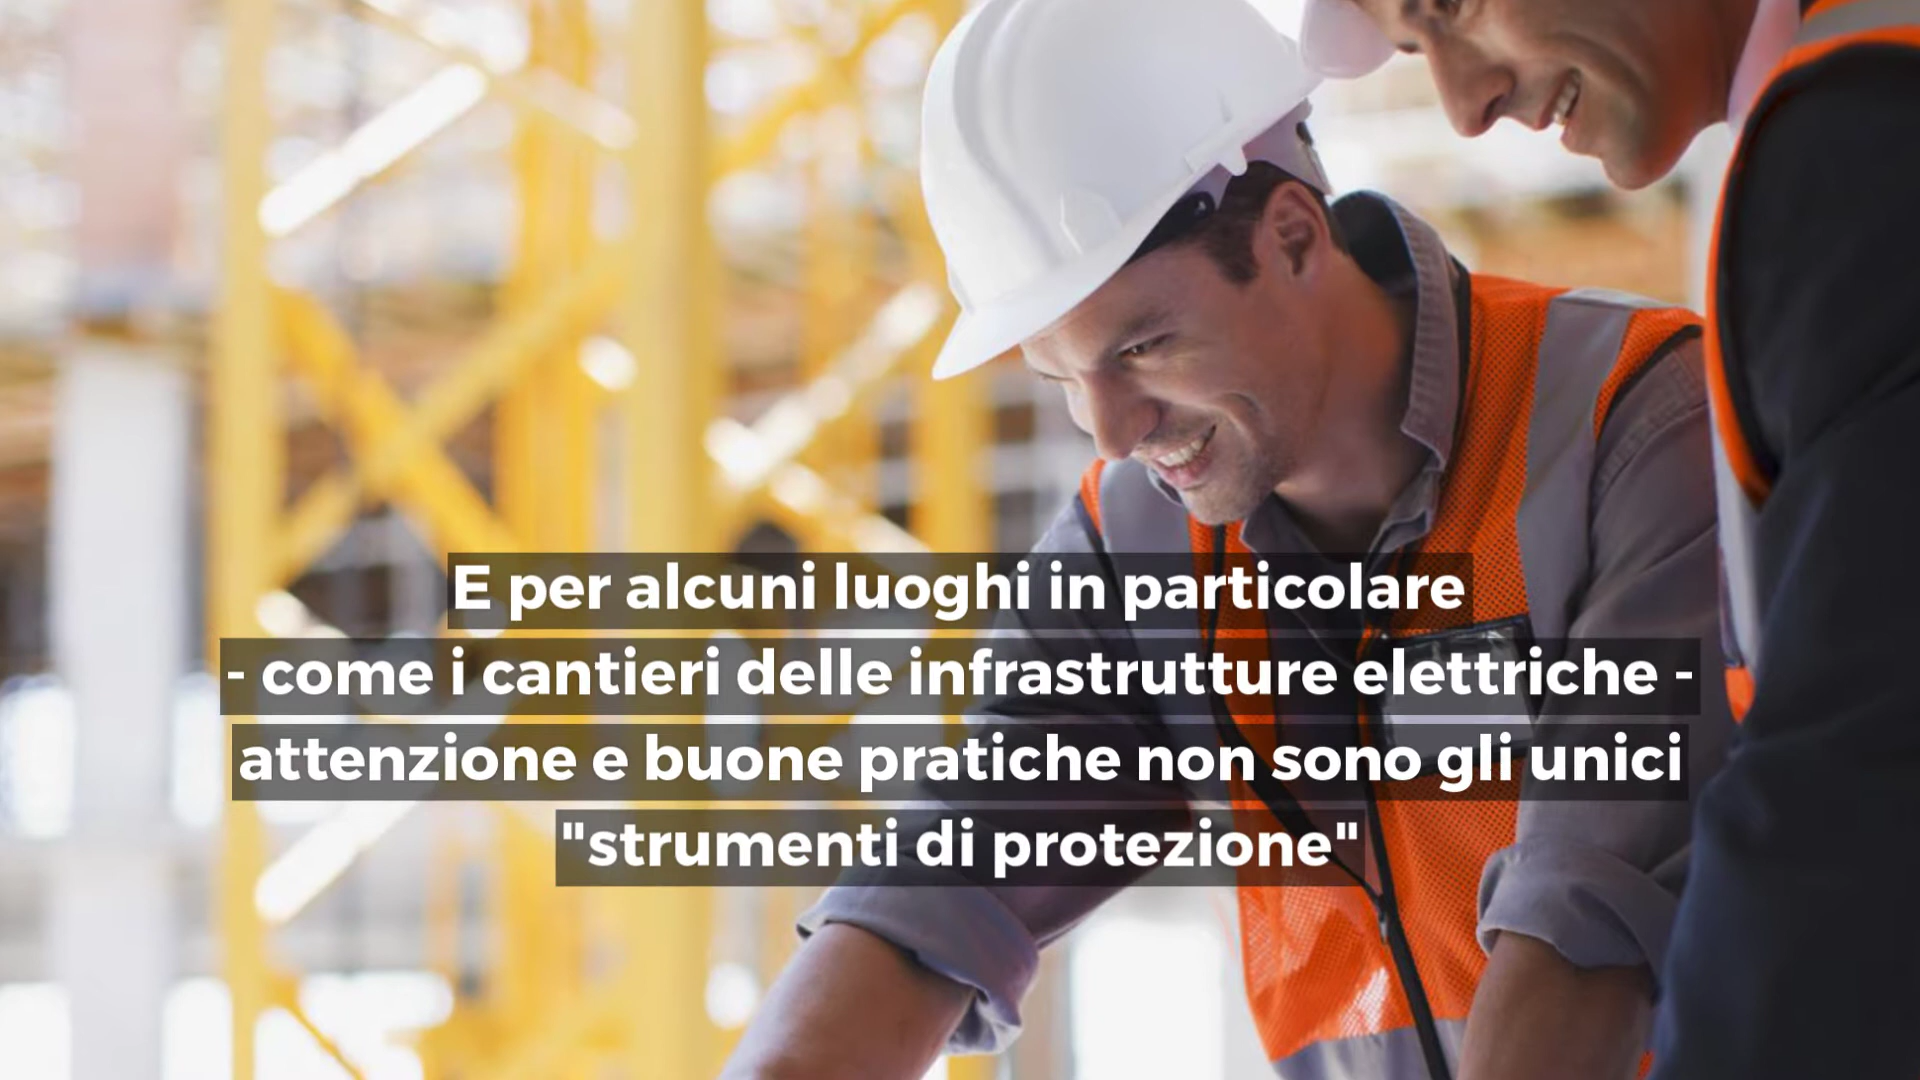 E per alcuni luoghi in particolare
- come i cantieri delle infrastrutture elettriche -
attenzione e buone pratiche non sono gli unici
"strumenti di protezione"